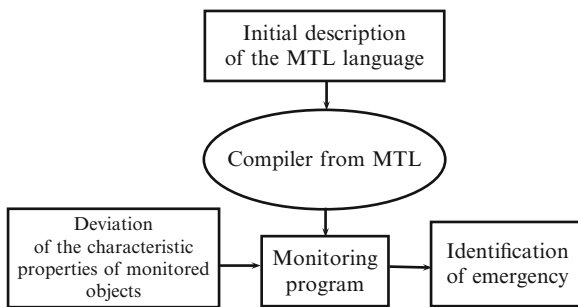 Initial description
of the MTL language
Compiler from MTL
Deviation
of the characteristic
properties of monitored
objects
Monitoring
program
Identification
of emergency